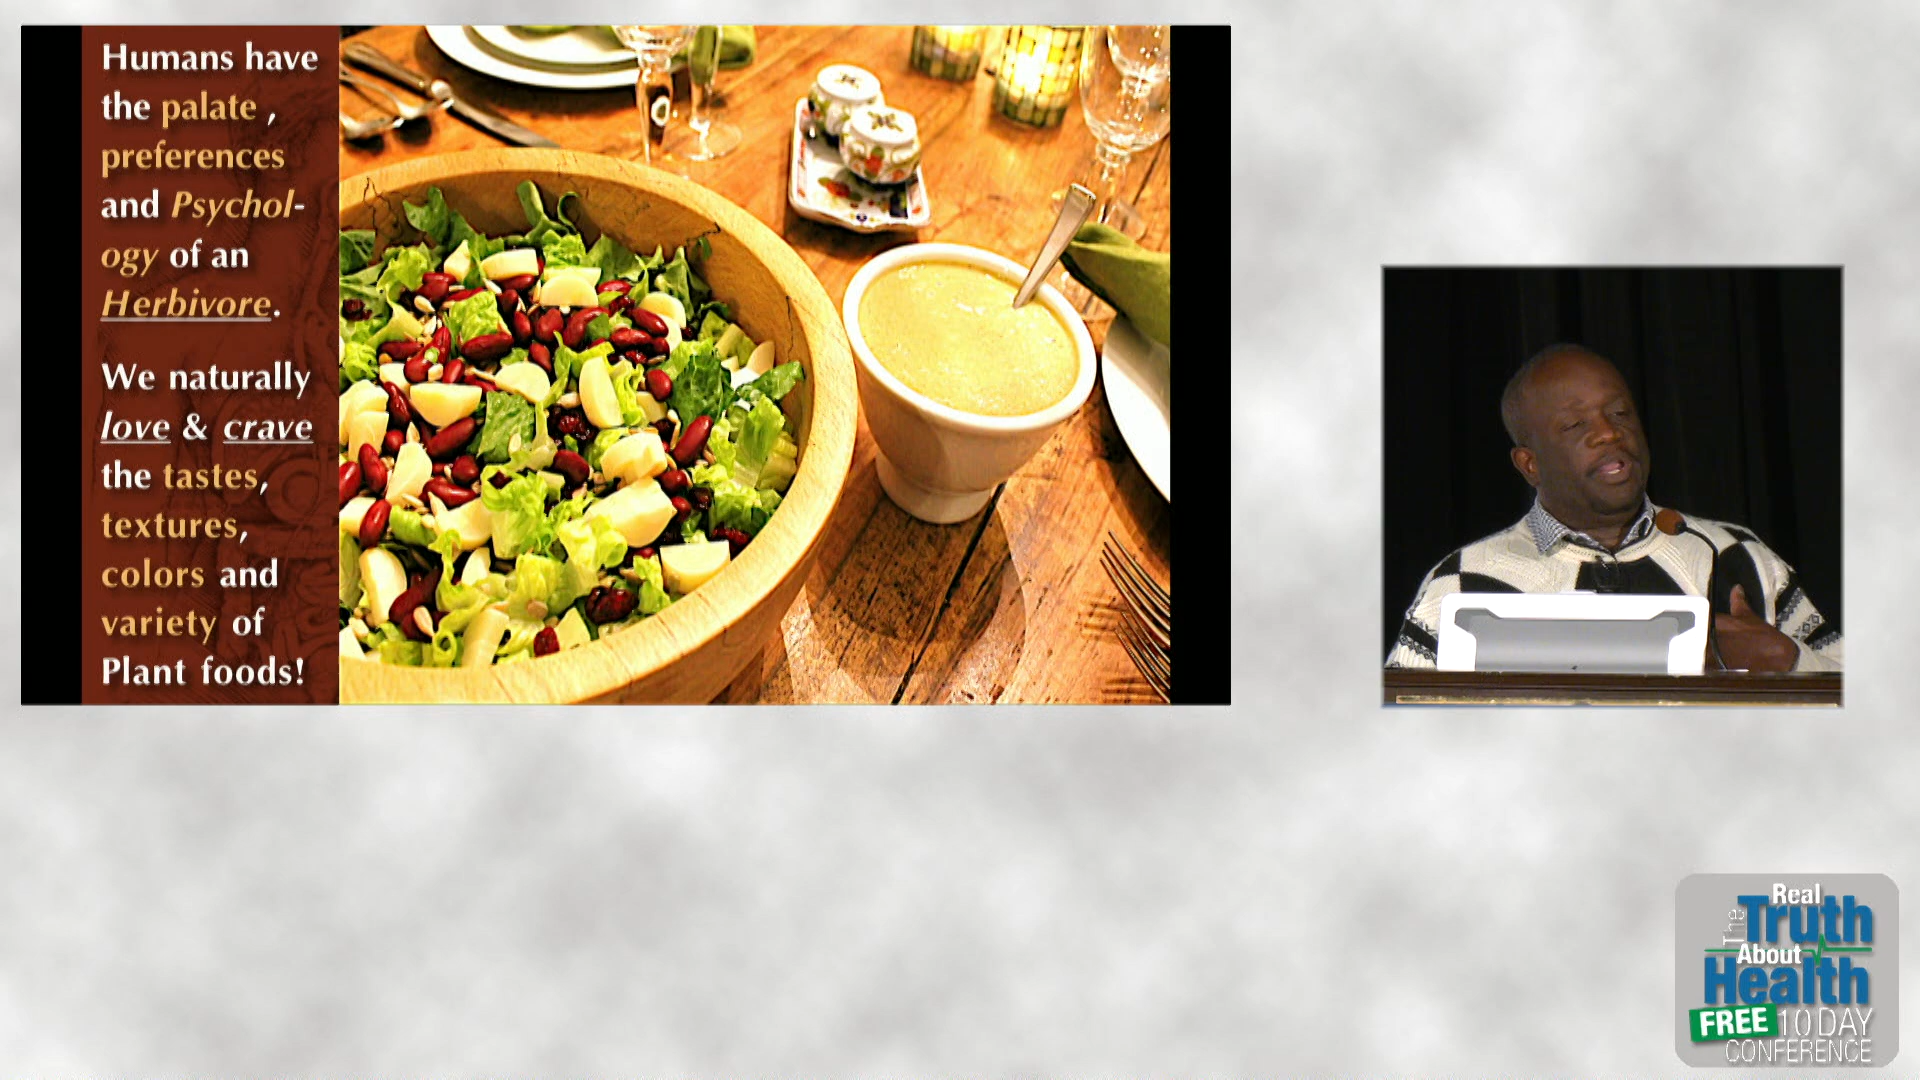 Humans have
the palate ,
preferences
and Psychol-
ogy of an
Herbivore.
We naturally
love & crave
the tastes,
textures,
colors and
variety of
Plant foods!
The Real
Truth
About
Health
FREE 10 DAY
CONFERENCE